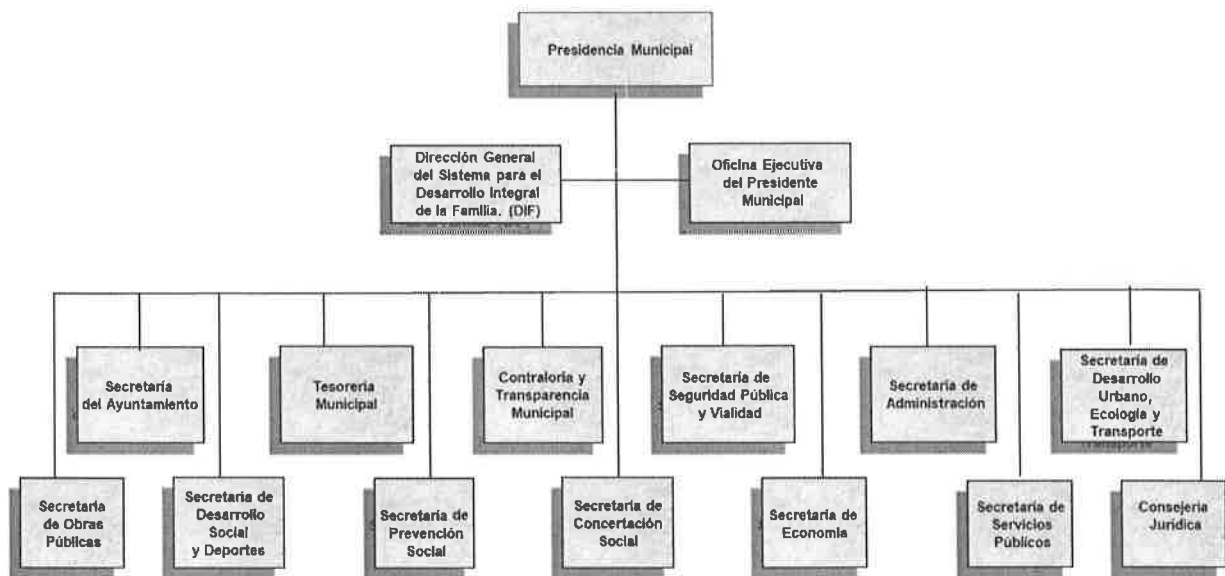 Presidencia Municipal
Dirección General
del Sistema para el
Desarrollo Integral
de la Familia. (DIF)
Oficina Ejecutiva
del Presidente
Municipal
Secretaría
del Ayuntamiento
Tesorería
Municipal
Contraloría y
Transparencia
Municipal
Secretaría de
Seguridad Pública
y Vialidad
Secretaría de
Administración
Secretaría de
Desarrollo
Urbano,
Ecología y
Transporte
Secretaría
de Obras
Públicas
Secretaría de
Desarrollo
Social
y Deportes
Secretaría de
Prevención
Social
Secretaría de
Concertación
Social
Secretaría de
Economía
Secretaría de
Servicios
Públicos
Consejería
Jurídica